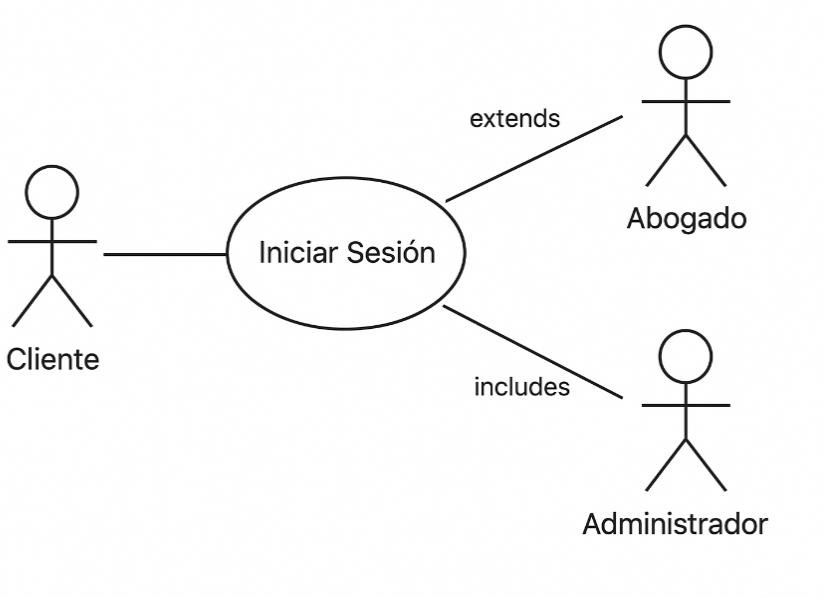 extends
Abogado
Iniciar Sesión
Cliente
includes
Administrador